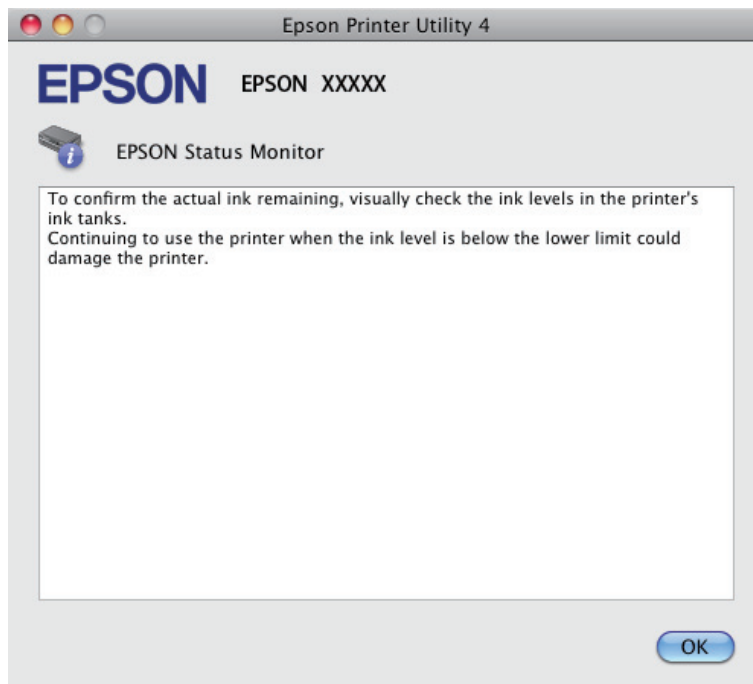 Epson Printer Utility 4
EPSON EPSON XXXXX
EPSON Status Monitor
To confirm the actual ink remaining, visually check the ink levels in the printer's
ink tanks.
Continuing to use the printer when the ink level is below the lower limit could
damage the printer.
OK